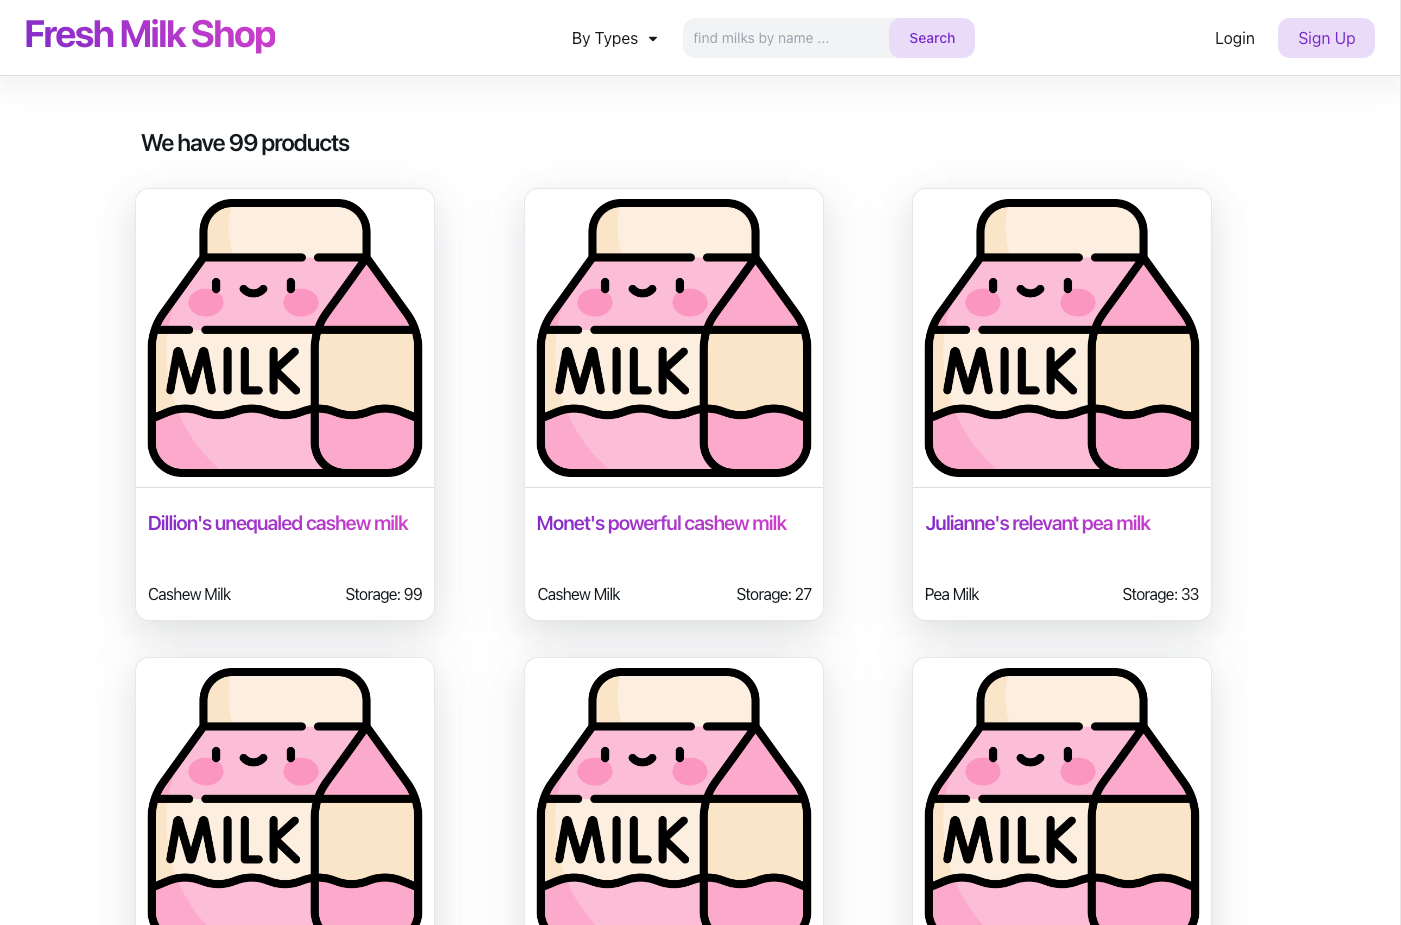 Fresh Milk Shop
By Types
find milks by name ...
Search
Login
Sign Up
We have 99 products
MILK
MILK
MILK
Dillion's unequaled cashew milk
Monet's powerful cashew milk
Julianne's relevant pea milk
Cashew Milk
Storage: 99
Cashew Milk
Storage: 27
Pea Milk
Storage: 33
MILK
MILK
MILK